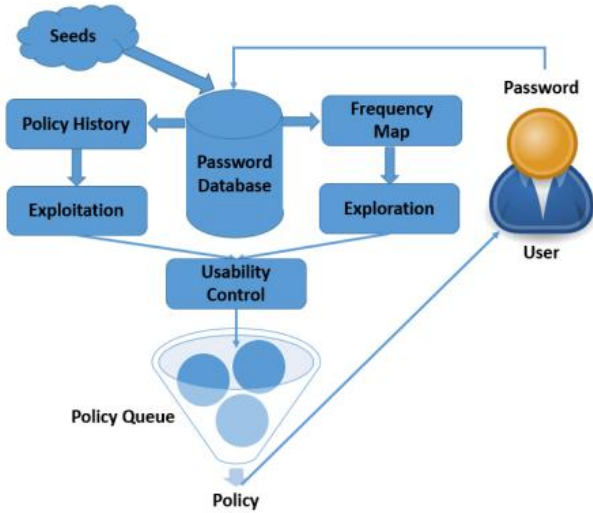 Seeds
Password
Policy History
Frequency
Map
Password
Database
Exploitation
Exploration
User
Usability
Control
Policy Queue
Policy